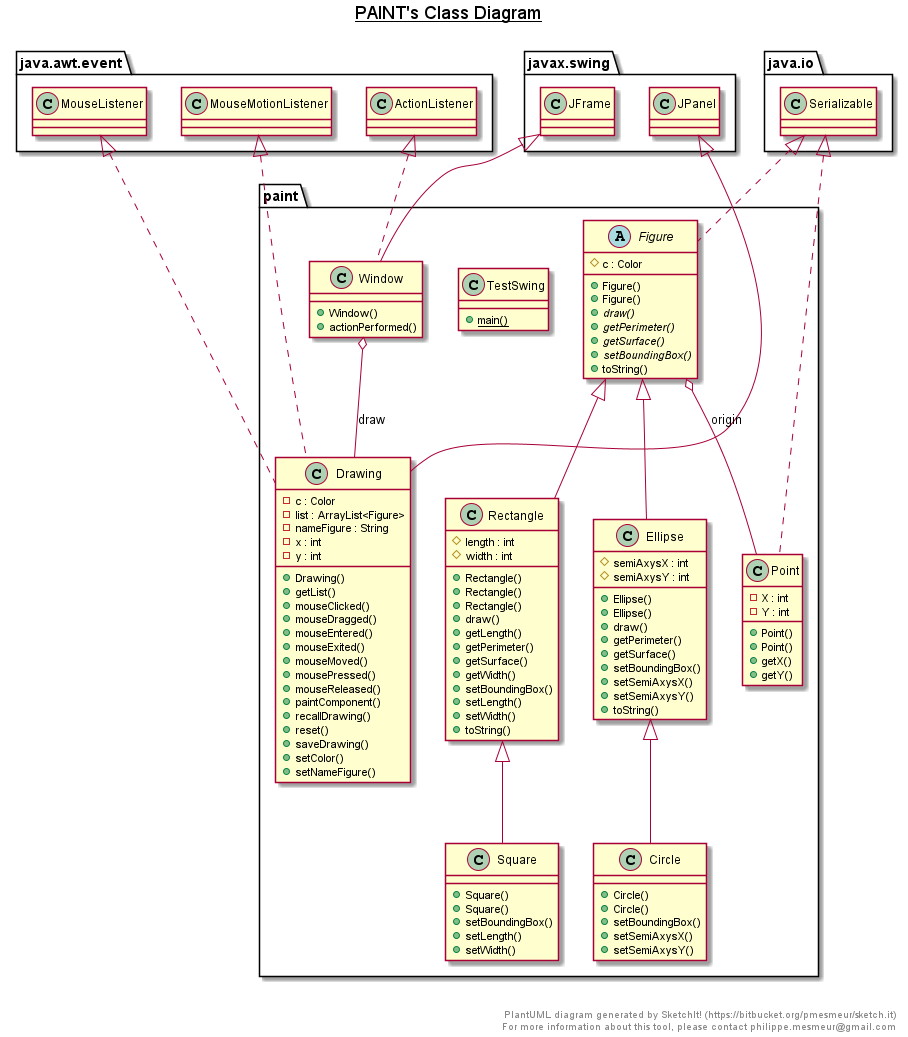 PAINT's Class Diagram
java.awt.event
javax.swing
java.io
C MouseListener
C MouseMotionListener
C ActionListener
C JFrame
C JPanel
C Serializable
paint
C Window
Window()
actionPerformed()
C TestSwing
main()
A Figure
c : Color
Figure()
Figure()
draw()
getPerimeter()
getSurface()
setBoundingBox()
toString()
draw
origin
C Drawing
c : Color
list : ArrayList<Figure>
nameFigure : String
x : int
y : int
Drawing()
getList()
mouseClicked()
mouseDragged()
mouseEntered()
mouseExited()
mouseMoved()
mousePressed()
mouseReleased()
paintComponent()
recallDrawing()
reset()
saveDrawing()
setColor()
setNameFigure()
C Rectangle
length : int
width : int
Rectangle()
Rectangle()
Rectangle()
draw()
getLength()
getPerimeter()
getSurface()
getWidth()
setBoundingBox()
setLength()
setWidth()
toString()
C Ellipse
semiAxysX : int
semiAxysY : int
Ellipse()
Ellipse()
draw()
getPerimeter()
getSurface()
setBoundingBox()
setSemiAxysX()
setSemiAxysY()
toString()
C Point
X : int
Y : int
Point()
Point()
getX()
getY()
C Square
Square()
Square()
setBoundingBox()
setLength()
setWidth()
C Circle
Circle()
Circle()
setBoundingBox()
setSemiAxysX()
setSemiAxysY()
PlantUML diagram generated by SketchIt! (https://bitbucket.org/pmesmeur/sketch.it)
For more information about this tool, please contact philippe.mesmeur@gmail.com